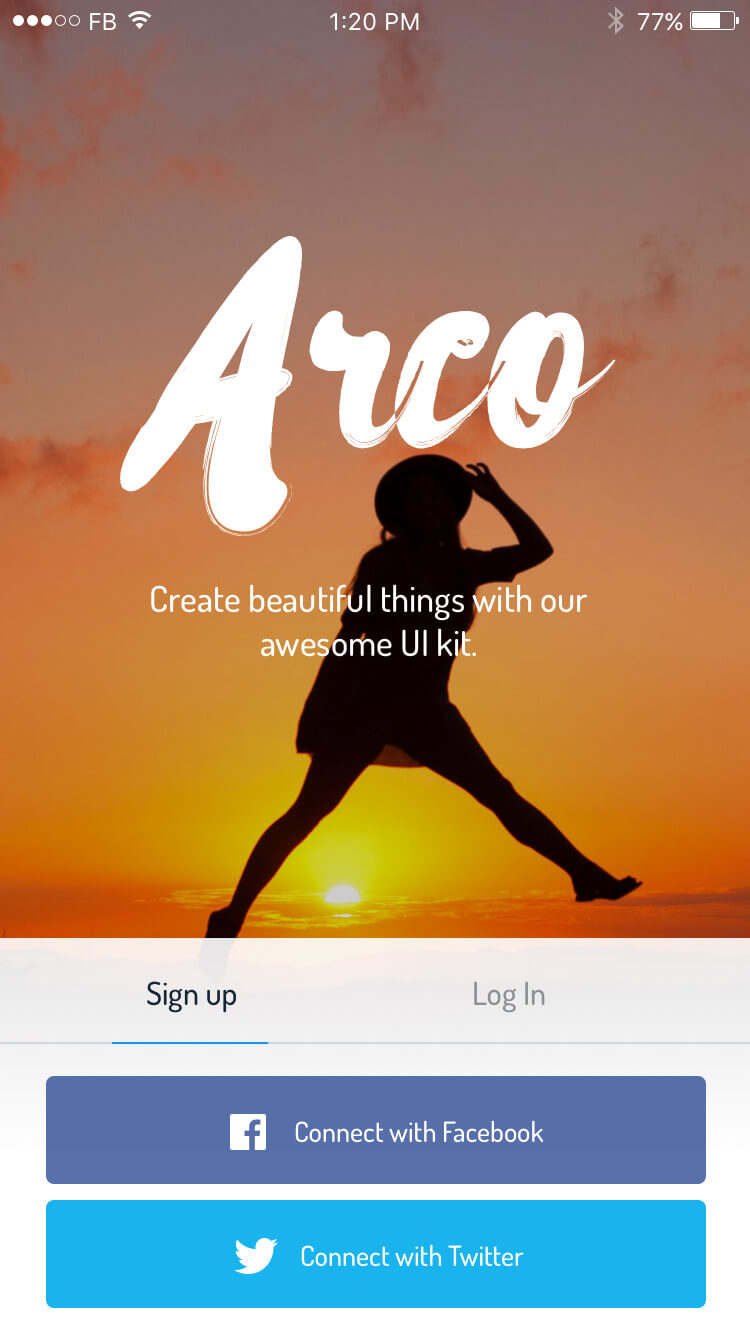 FB 1:20 PM 77%
Arco
Create beautiful things with our
awesome UI kit.
Sign up Log In
Connect with Facebook
Connect with Twitter